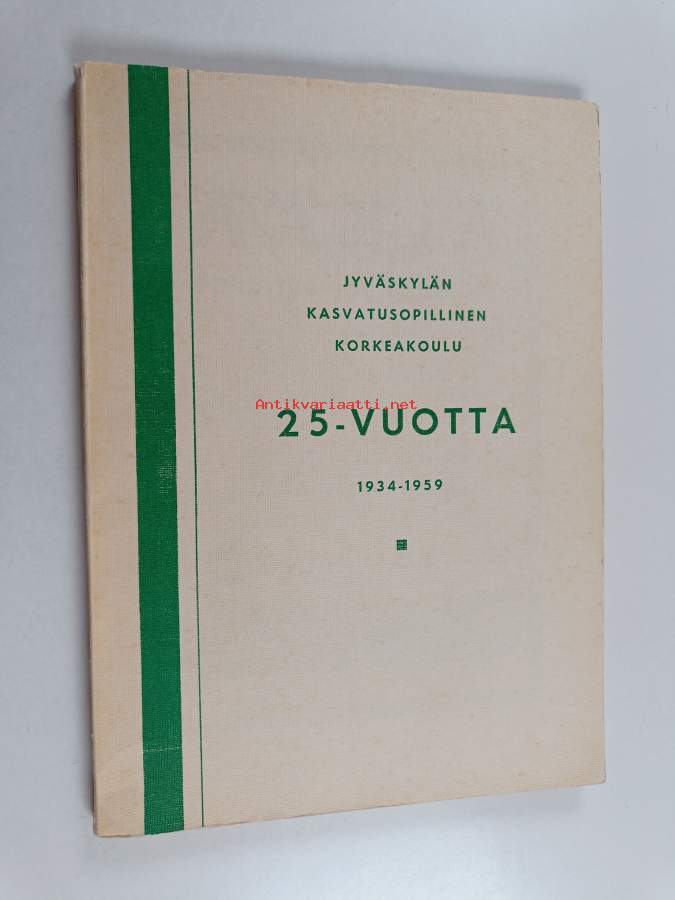 JYVÄSKYLÄN
KASVATUSOPILLINEN
KORKEAKOULU
Antikvariaatti.net
25-VUOTTA
1934-1959